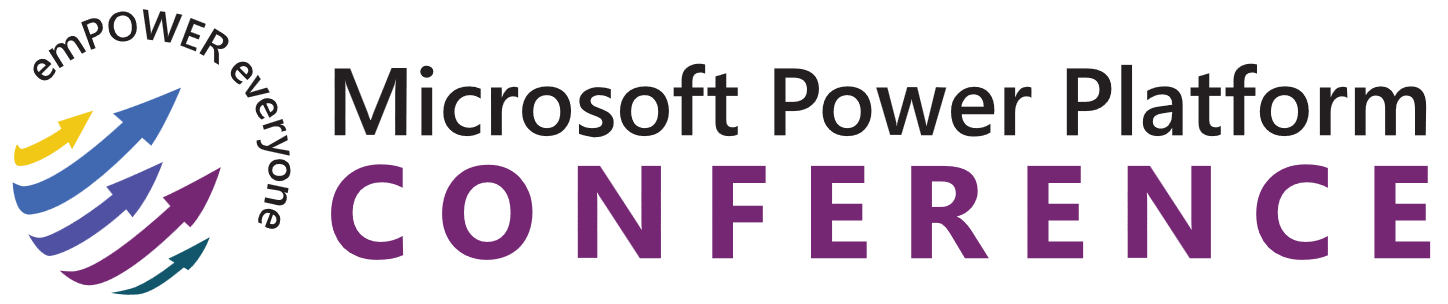 emPOWER everyone
Microsoft Power Platform
CONFERENCE